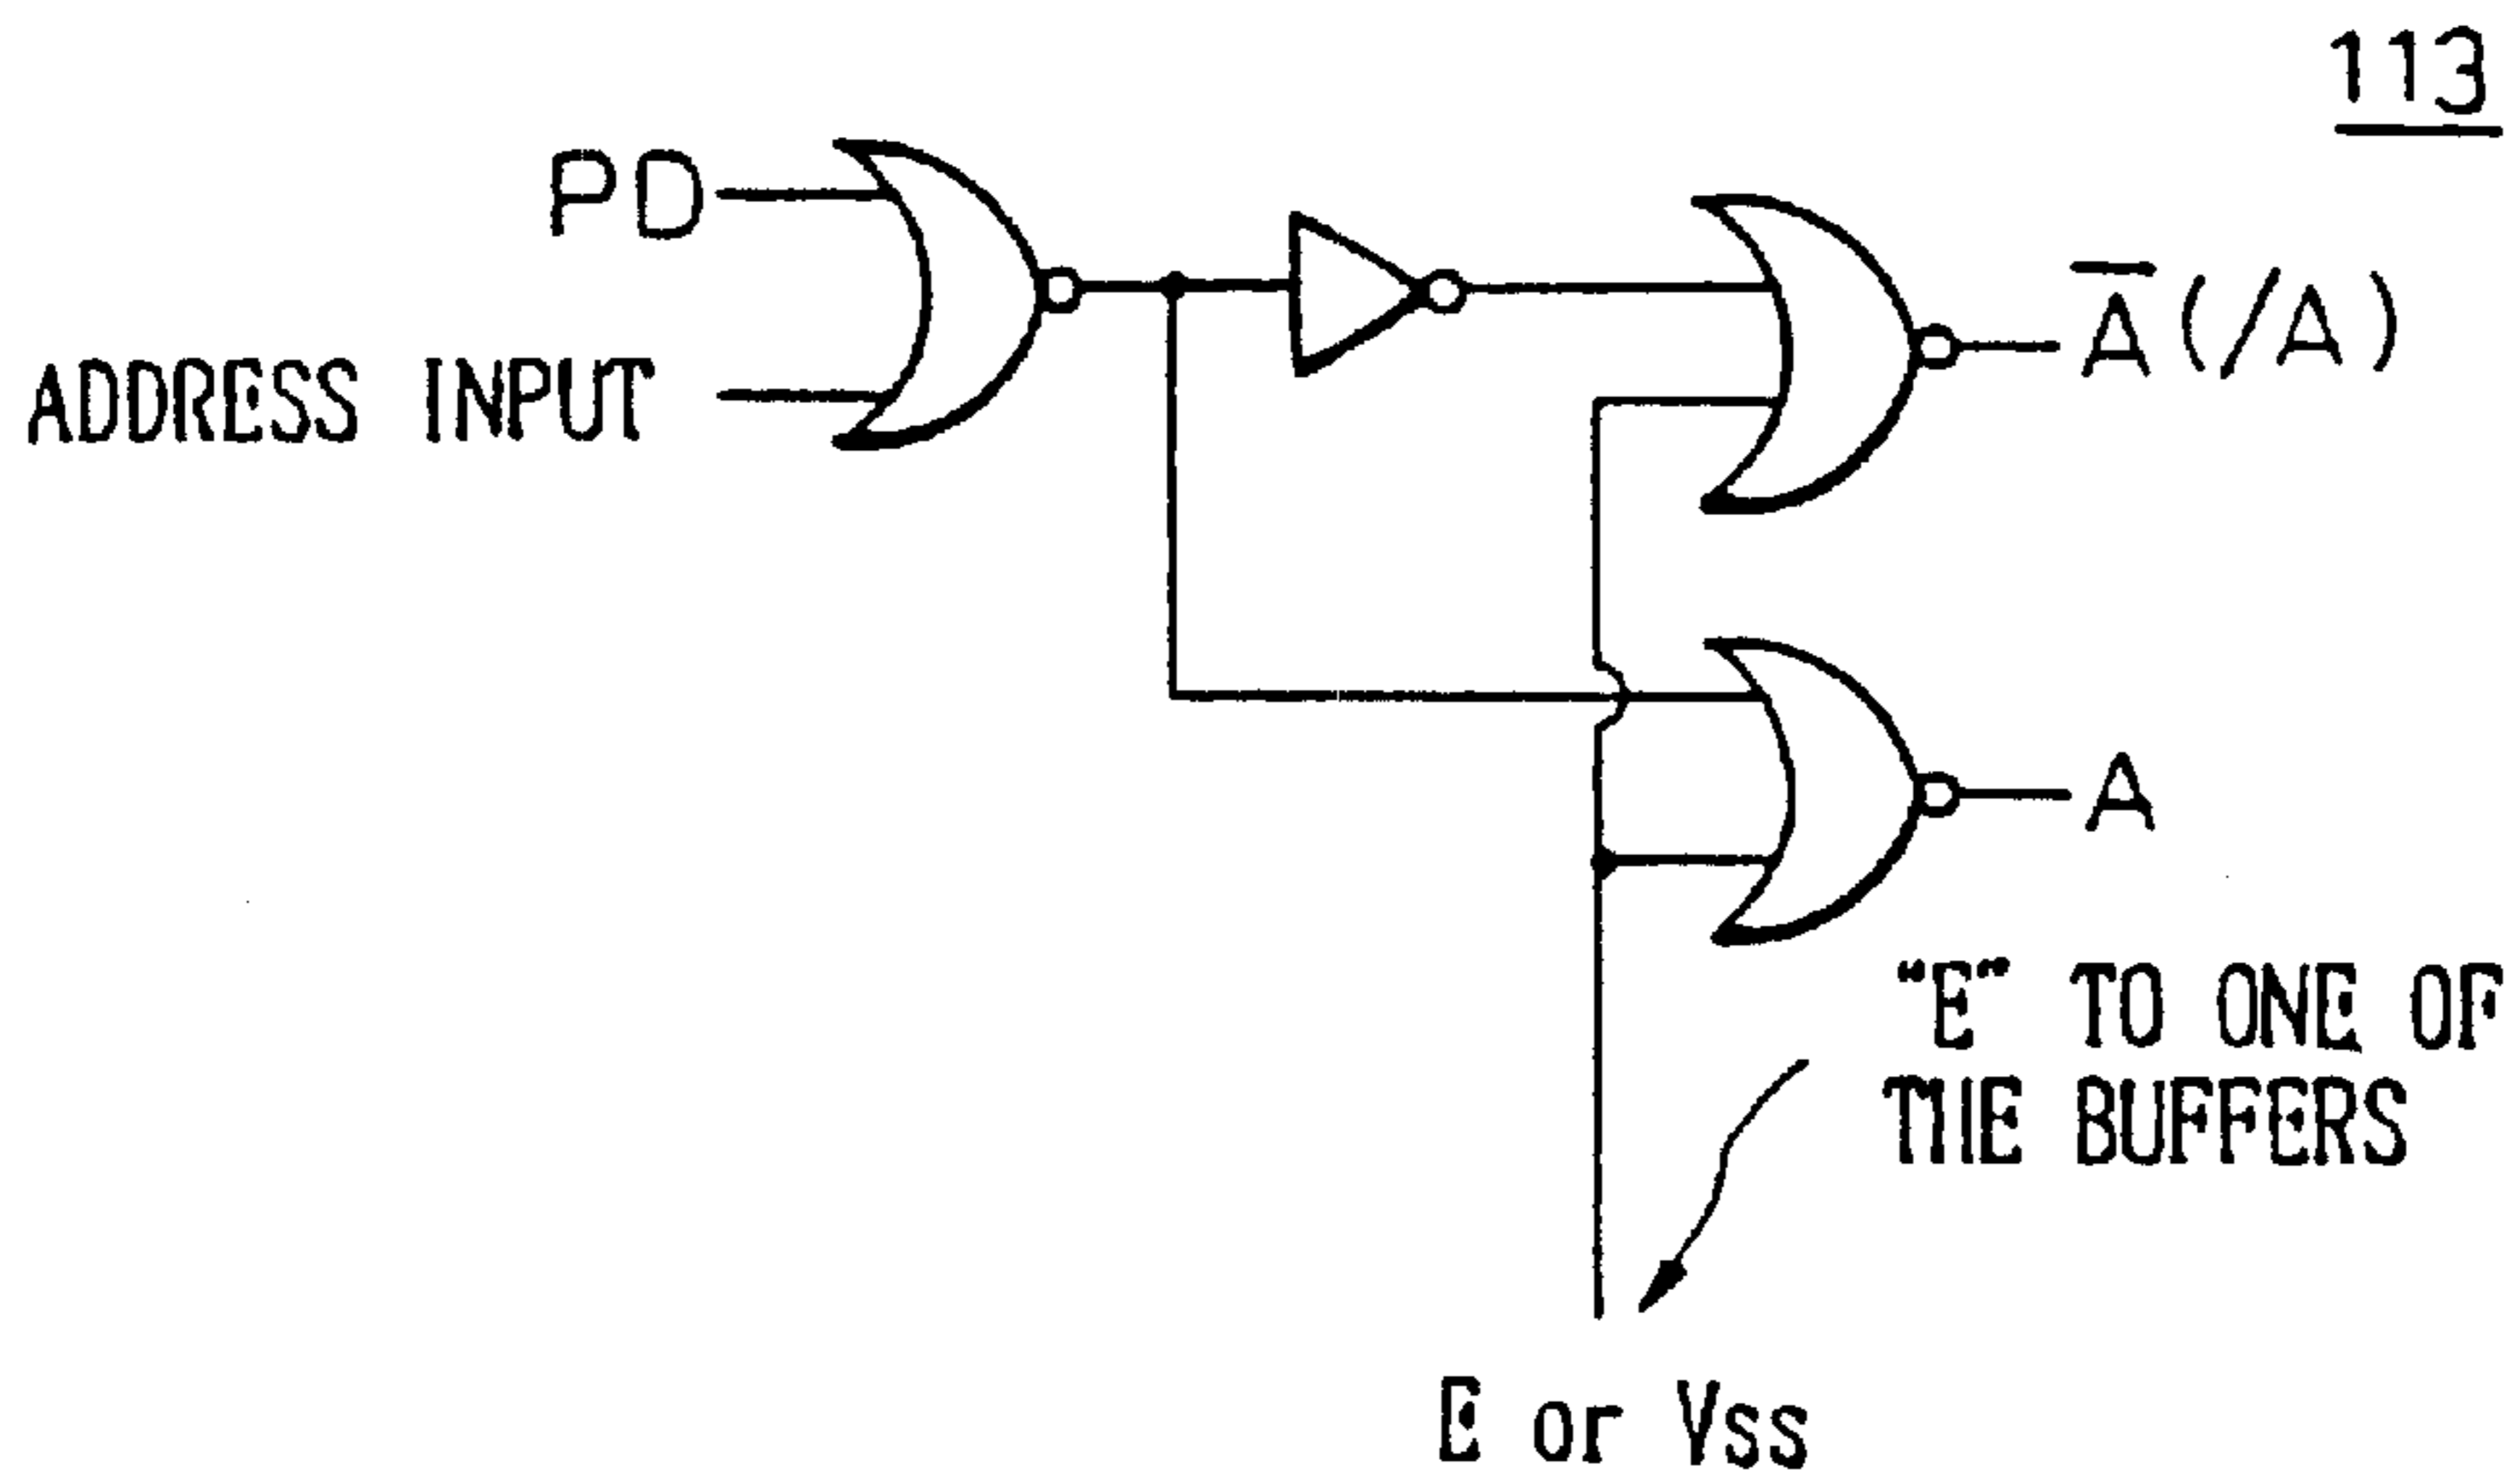 113
PD
ADDRESS INPUT
A̅(/A)
A
"E" TO ONE OF
THE BUFFERS
E or Vss